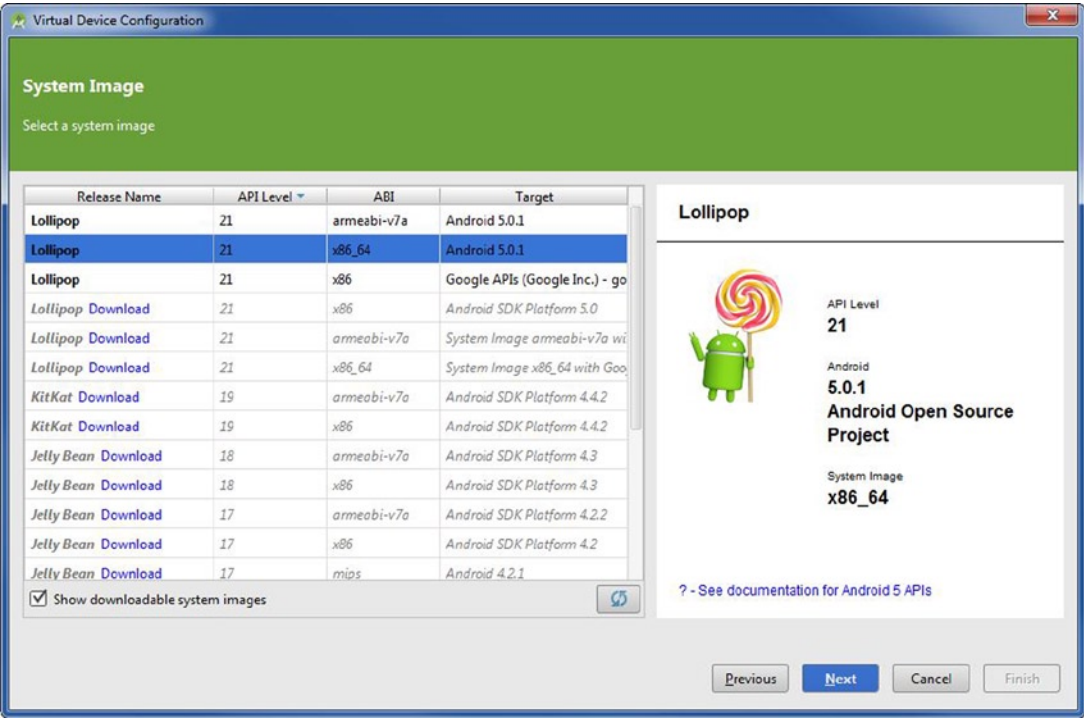 Virtual Device Configuration
System Image
Select a system image
Release Name API Level ABI Target
Lollipop 21 armeabi-v7a Android 5.0.1
Lollipop 21 x86_64 Android 5.0.1
Lollipop 21 x86 Google APIs (Google Inc.) - go
Lollipop Download 21 x86 Android SDK Platform 5.0
Lollipop Download 21 armeabi-v7a System Image armeabi-v7a wi
Lollipop Download 21 x86_64 System Image x86_64 with Goo
KitKat Download 19 armeabi-v7a Android SDK Platform 4.4.2
KitKat Download 19 x86 Android SDK Platform 4.4.2
Jelly Bean Download 18 armeabi-v7a Android SDK Platform 4.3
Jelly Bean Download 18 x86 Android SDK Platform 4.3
Jelly Bean Download 17 armeabi-v7a Android SDK Platform 4.2.2
Jelly Bean Download 17 x86 Android SDK Platform 4.2
Jelly Bean Download 17 mips Android 4.2.1
Show downloadable system images
Lollipop
API Level
21
Android
5.0.1
Android Open Source
Project
System Image
x86_64
? - See documentation for Android 5 APIs
Previous Next Cancel Finish